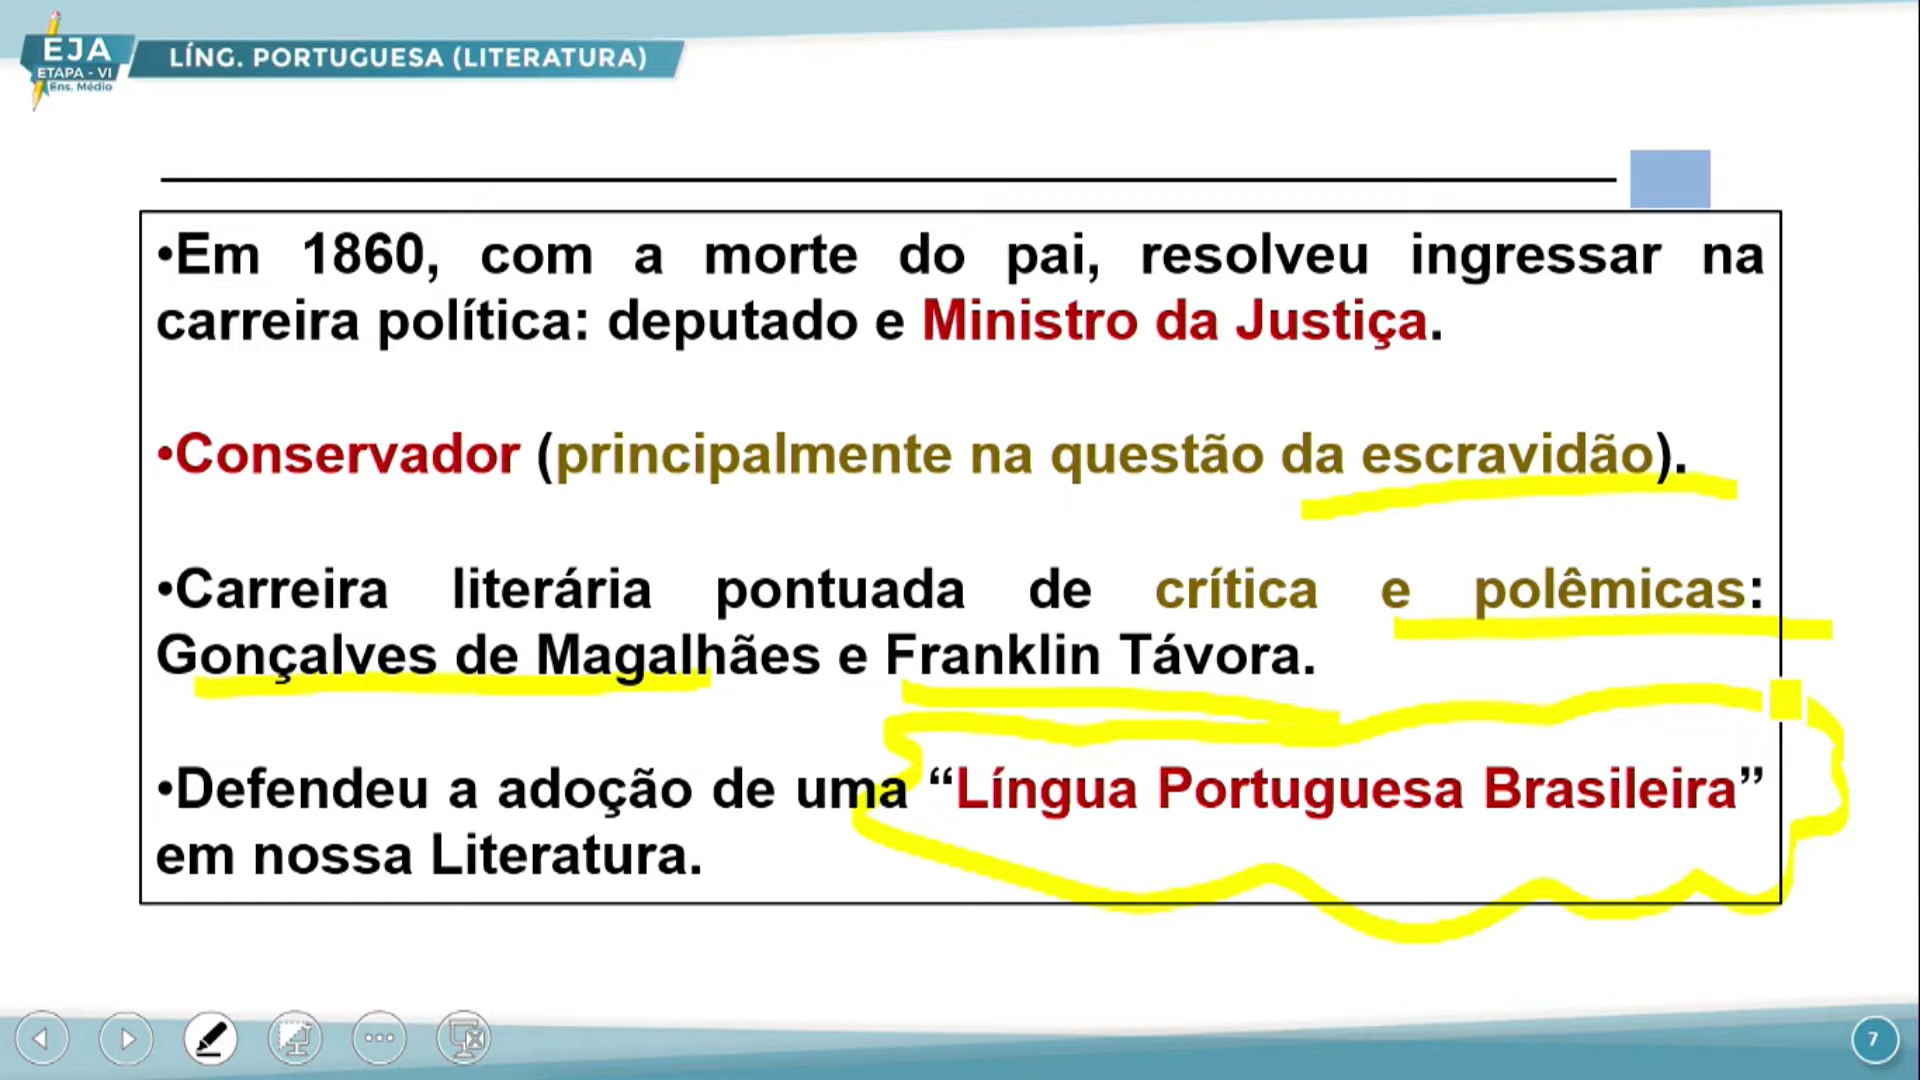 EJA
ETAPA - VI
Ens. Médio
LÍNG. PORTUGUESA (LITERATURA)
•Em 1860, com a morte do pai, resolveu ingressar na
carreira política: deputado e Ministro da Justiça.
•Conservador (principalmente na questão da escravidão).
•Carreira literária pontuada de crítica e polêmicas:
Gonçalves de Magalhães e Franklin Távora.
•Defendeu a adoção de uma “Língua Portuguesa Brasileira”
em nossa Literatura.
7